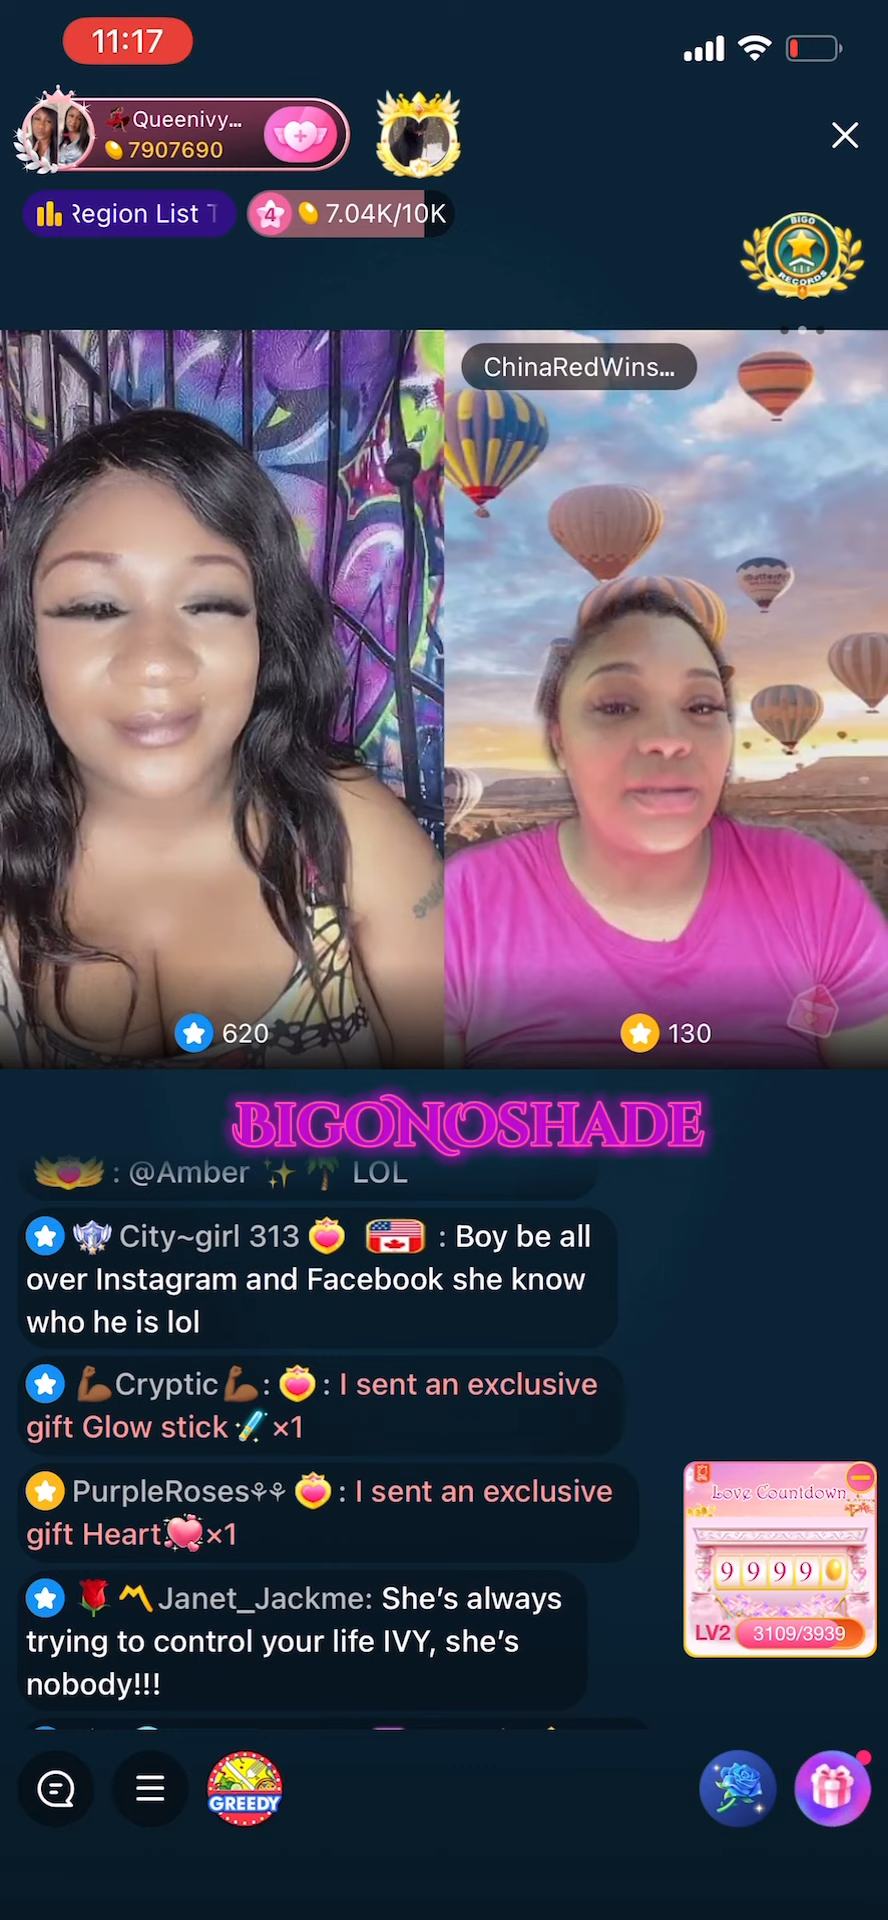 11:17
Queenivy...
7907690
Region List
4 7.04K/10K
BIGO
RECORDS
ChinaRedWins...
Butterfly
620
130
BIGONOSHADE
: @Amber LOL
City~girl 313 : Boy be all
over Instagram and Facebook she know
who he is lol
Cryptic : : I sent an exclusive
gift Glow stick ×1
PurpleRoses : I sent an exclusive
gift Heart ×1
Janet_Jackme: She's always
trying to control your life IVY, she's
nobody!!!
Love Countdown
9 9 9 9
LV2 3109/3939
GREEDY